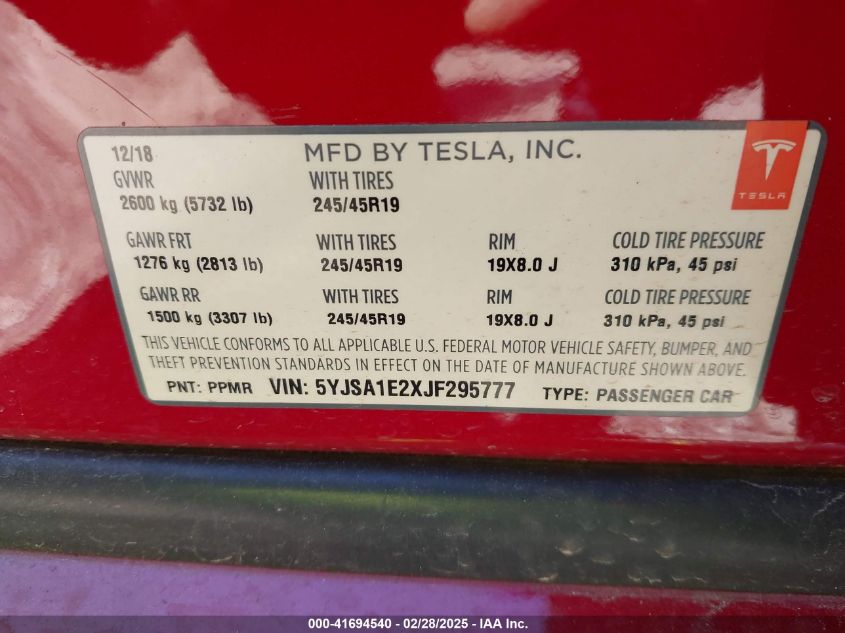 12/18 MFD BY TESLA, INC.
TESLA
GVWR WITH TIRES
2600 kg (5732 lb) 245/45R19
GAWR FRT WITH TIRES RIM COLD TIRE PRESSURE
1276 kg (2813 lb) 245/45R19 19X8.0 J 310 kPa, 45 psi
GAWR RR WITH TIRES RIM COLD TIRE PRESSURE
1500 kg (3307 lb) 245/45R19 19X8.0 J 310 kPa, 45 psi
THIS VEHICLE CONFORMS TO ALL APPLICABLE U.S. FEDERAL MOTOR VEHICLE SAFETY, BUMPER, AND
THEFT PREVENTION STANDARDS IN EFFECT ON THE DATE OF MANUFACTURE SHOWN ABOVE.
PNT: PPMR VIN: 5YJSA1E2XJF295777 TYPE: PASSENGER CAR
000-41694540 - 02/28/2025 - IAA Inc.